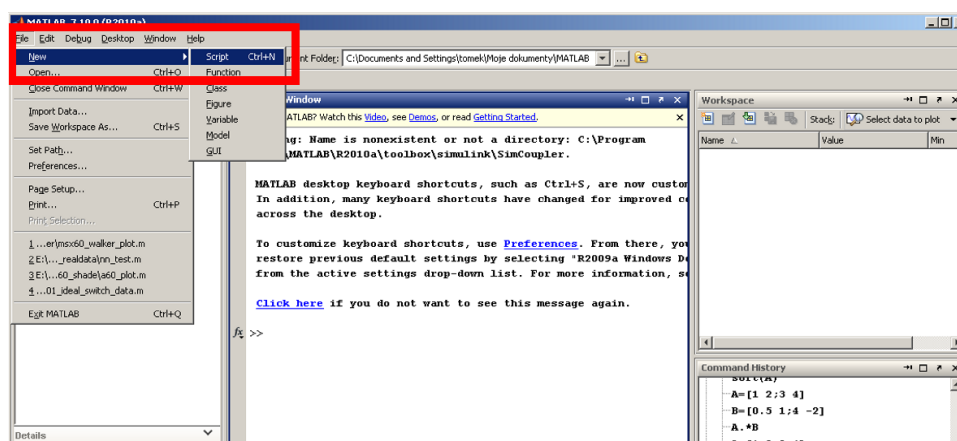 MATLAB 7.10.0 (R2010a)
File Edit Debug Desktop Window Help
New
Open... Ctrl+O
Close Command Window Ctrl+W
Import Data...
Save Workspace As... Ctrl+S
Set Path...
Preferences...
Page Setup...
Print... Ctrl+P
Print Selection...
1 ...er\msx60_walker_plot.m
2 E:\..._realdata\nn_test.m
3 E:\...60_shade\a60_plot.m
4 ...01_ideal_switch_data.m
Exit MATLAB Ctrl+Q
Script Ctrl+N
Function
Class
Figure
Variable
Model
GUI
Folder: C:\Documents and Settings\tomek\Moje dokumenty\MATLAB ...
Window
ATLAB? Watch this Video, see Demos, or read Getting Started.
g: Name is nonexistent or not a directory: C:\Program
\MATLAB\R2010a\toolbox\simulink\SimCoupler.
MATLAB desktop keyboard shortcuts, such as Ctrl+S, are now custom
In addition, many keyboard shortcuts have changed for improved co
across the desktop.
To customize keyboard shortcuts, use Preferences. From there, you
restore previous default settings by selecting "R2009a Windows De
from the active settings drop-down list. For more information, se
Click here if you do not want to see this message again.
fx >>
Workspace
Stack: Select data to plot
Name Value Min
Command History
sort(A)
A=[1 2;3 4]
B=[0.5 1;4 -2]
A.*B
Details